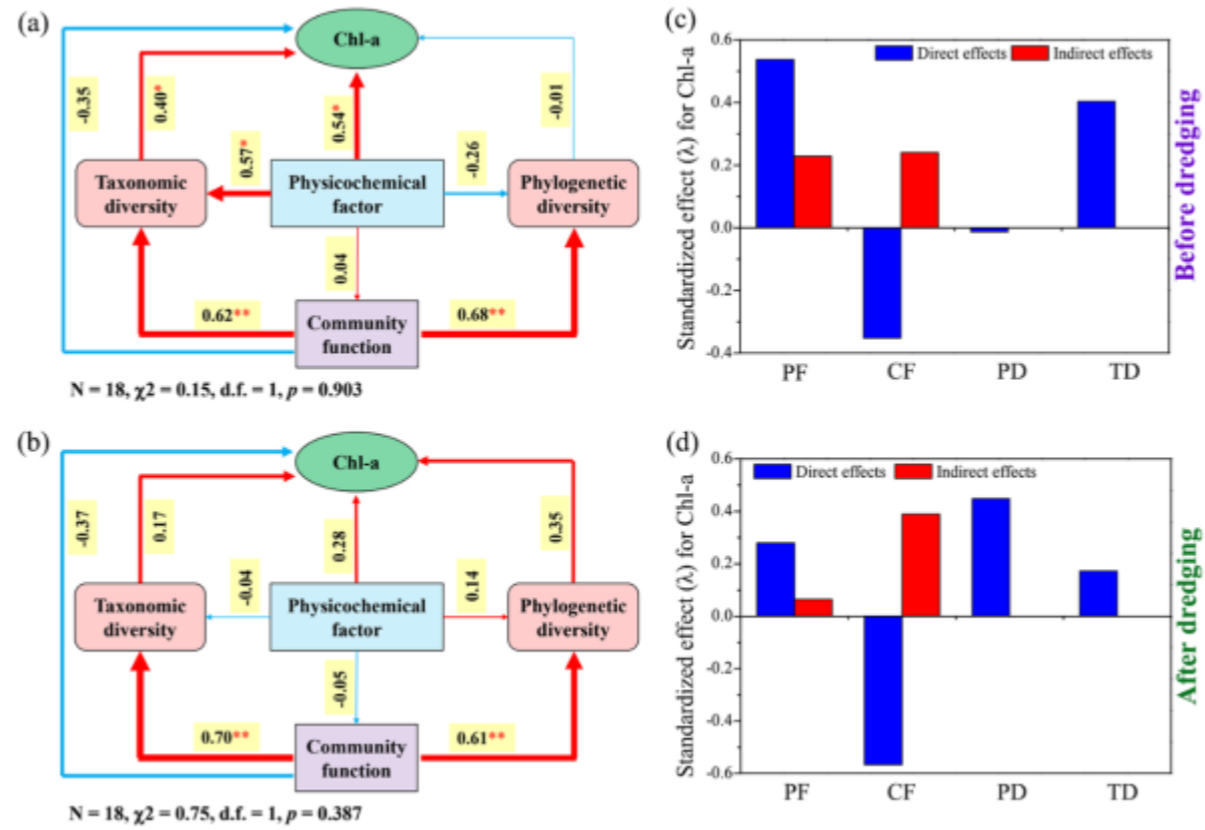 (a)
Chl-a
-0.35
0.40*
0.54*
-0.01
0.57*
-0.26
Taxonomic
diversity
Physicochemical
factor
Phylogenetic
diversity
0.04
0.62**
0.68**
Community
function
N = 18, χ2 = 0.15, d.f. = 1, p = 0.903
(c)
Direct effects
Indirect effects
Standardized effect (λ) for Chl-a
0.6
0.4
0.2
0.0
-0.2
-0.4
PF
CF
PD
TD
Before dredging
(b)
Chl-a
-0.37
0.17
0.28
0.35
-0.04
0.14
Taxonomic
diversity
Physicochemical
factor
Phylogenetic
diversity
-0.05
0.70**
0.61**
Community
function
N = 18, χ2 = 0.75, d.f. = 1, p = 0.387
(d)
Direct effects
Indirect effects
Standardized effect (λ) for Chl-a
0.6
0.4
0.2
0.0
-0.2
-0.4
-0.6
PF
CF
PD
TD
After dredging